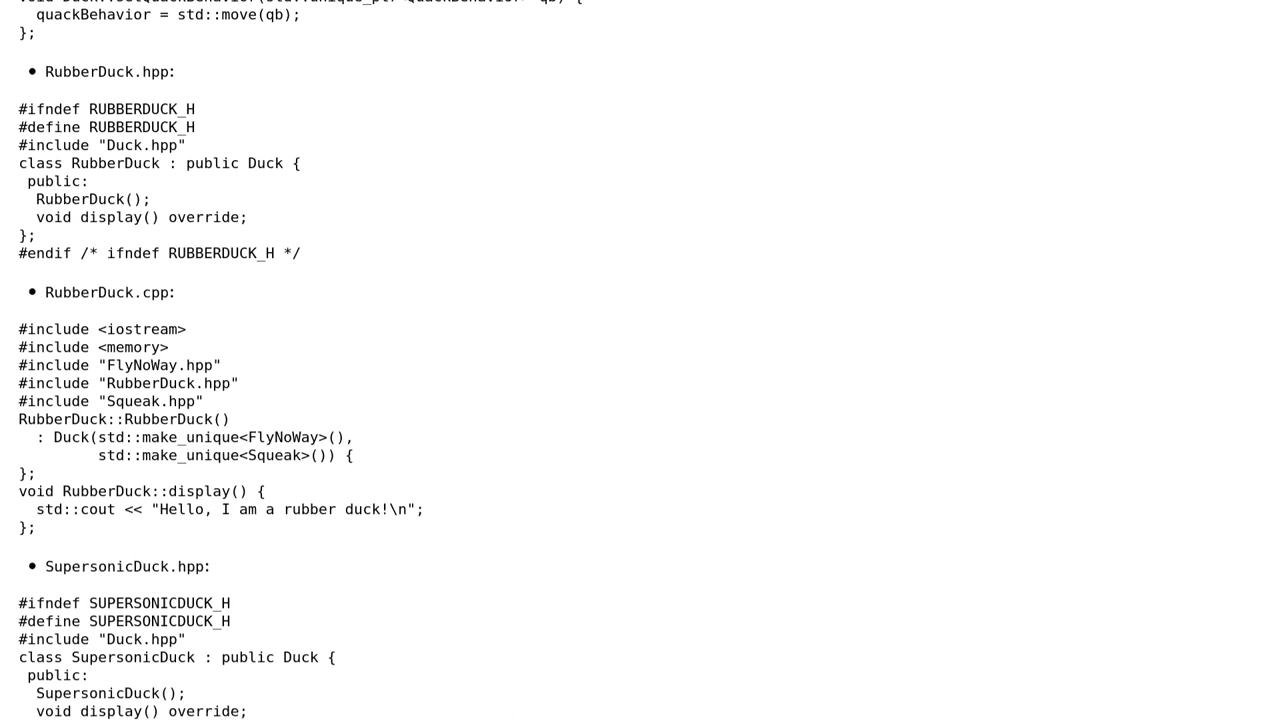 quackBehavior = std::move(qb);
};
• RubberDuck.hpp:
#ifndef RUBBERDUCK_H
#define RUBBERDUCK_H
#include "Duck.hpp"
class RubberDuck : public Duck {
public:
RubberDuck();
void display() override;
};
#endif /* ifndef RUBBERDUCK_H */
• RubberDuck.cpp:
#include <iostream>
#include <memory>
#include "FlyNoWay.hpp"
#include "RubberDuck.hpp"
#include "Squeak.hpp"
RubberDuck::RubberDuck()
: Duck(std::make_unique<FlyNoWay>(),
std::make_unique<Squeak>()) {
};
void RubberDuck::display() {
std::cout << "Hello, I am a rubber duck!\n";
};
• SupersonicDuck.hpp:
#ifndef SUPERSONICDUCK_H
#define SUPERSONICDUCK_H
#include "Duck.hpp"
class SupersonicDuck : public Duck {
public:
SupersonicDuck();
void display() override;